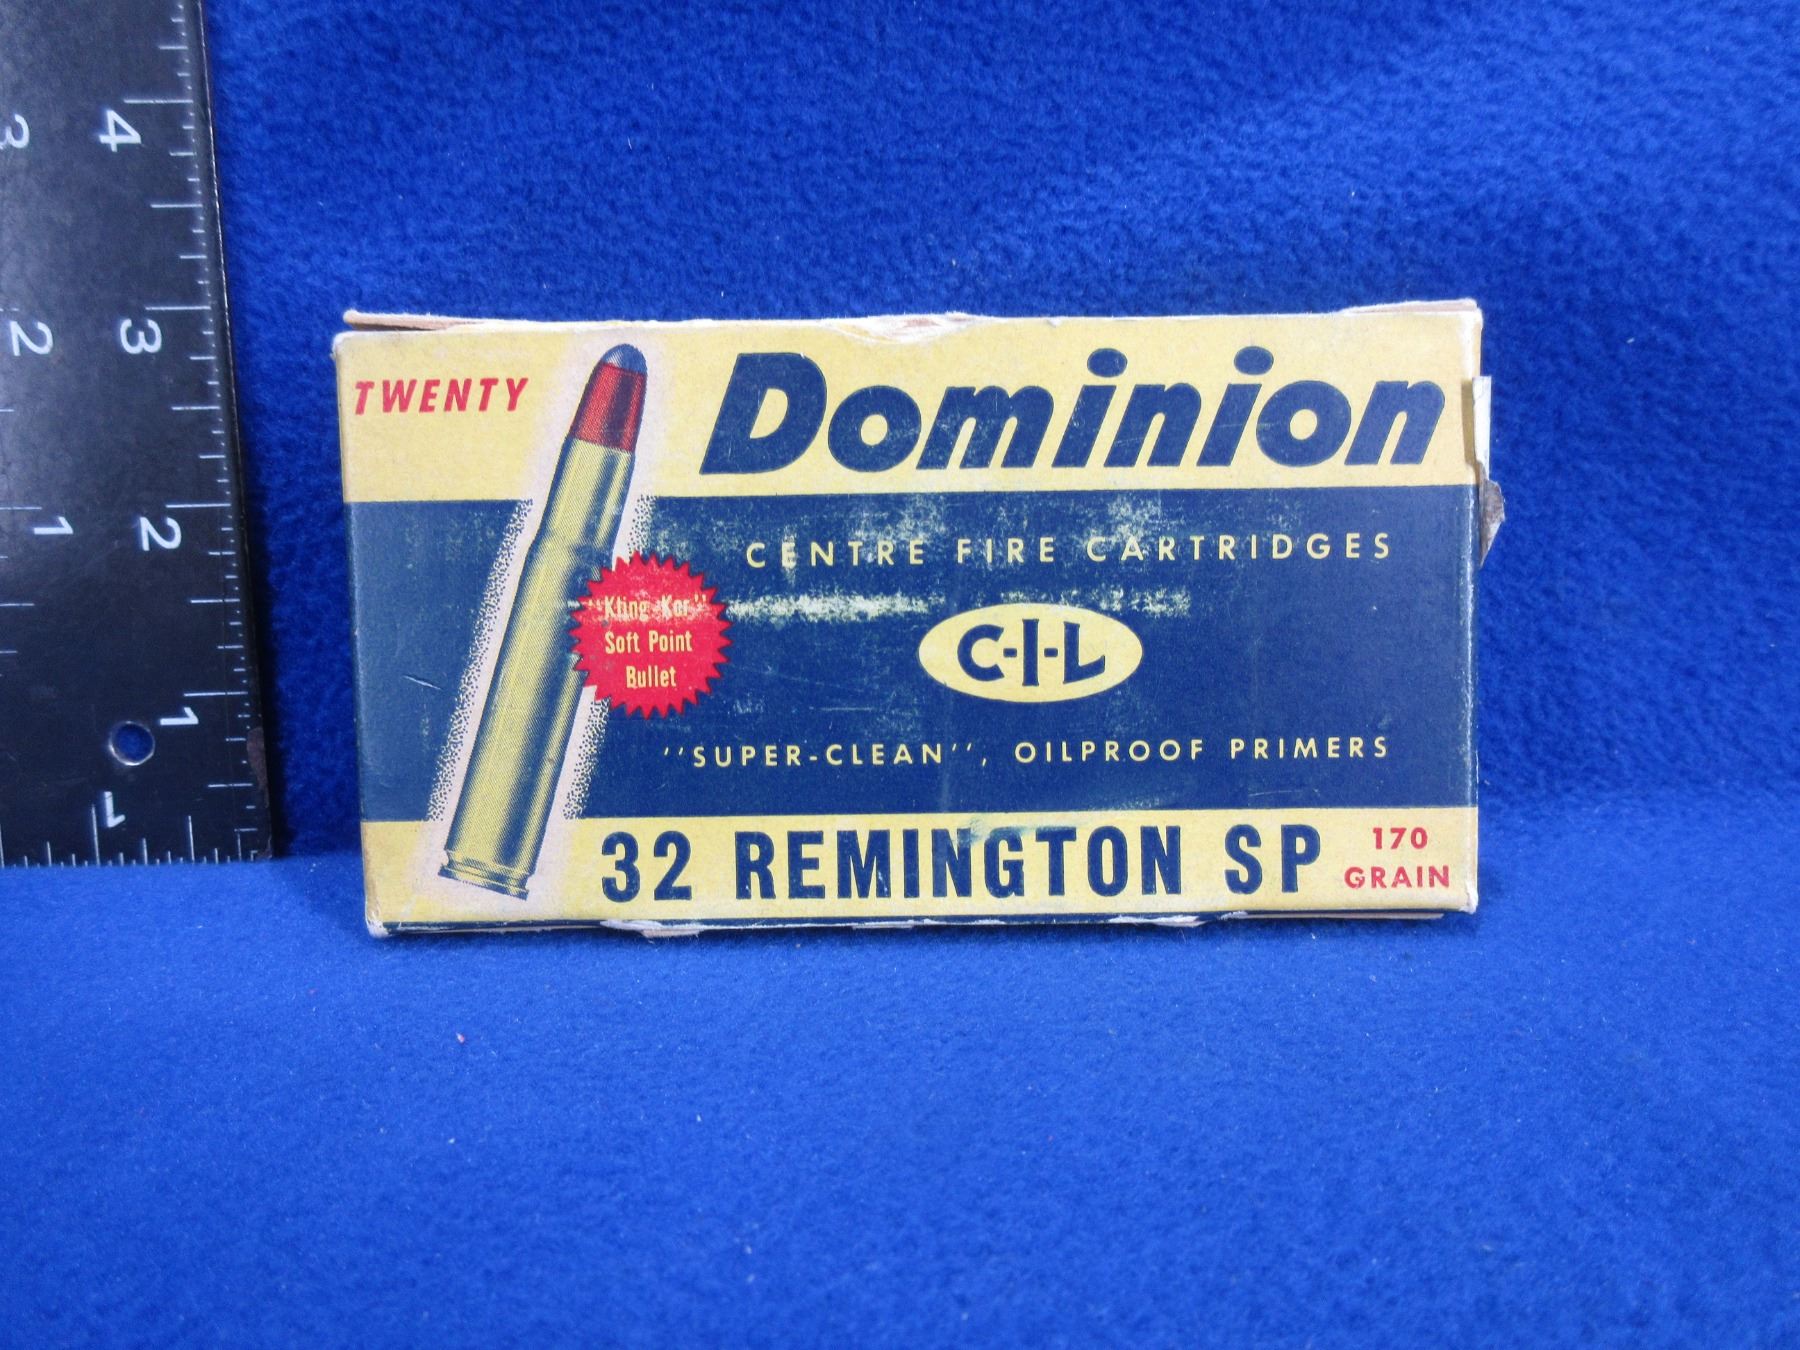 3 4
2 3
1 2
1
1
TWENTY
Dominion
CENTRE FIRE CARTRIDGES
"Kling-Kor"
Soft Point
Bullet
C-I-L
"SUPER-CLEAN", OILPROOF PRIMERS
32 REMINGTON SP
170
GRAIN